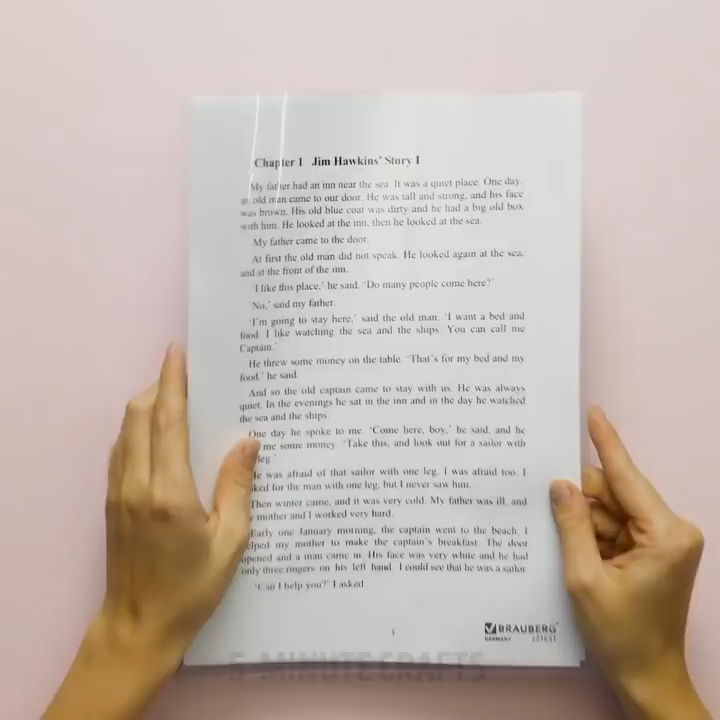 Chapter 1 Jim Hawkins' Story I
My father had an inn near the sea. It was a quiet place. One day,
an old man came to our door. He was tall and strong, and his face
was brown. His old blue coat was dirty and he had a big old box
with him. He looked at the inn, then he looked at the sea.
My father came to the door.
At first the old man did not speak. He looked again at the sea,
and at the front of the inn.
'I like this place,' he said. 'Do many people come here?'
'No,' said my father.
'I'm going to stay here,' said the old man. 'I want a bed and
food. I like watching the sea and the ships. You can call me
Captain.'
He threw some money on the table. 'That's for my bed and my
food,' he said.
And so the old captain came to stay with us. He was always
quiet. In the evenings he sat in the inn and in the day he watched
the sea and the ships.
One day he spoke to me. 'Come here, boy,' he said, and he
me some money. 'Take this, and look out for a sailor with
leg.'
He was afraid of that sailor with one leg. I was afraid too. I
ked for the man with one leg, but I never saw him.
Then winter came, and it was very cold. My father was ill, and
mother and I worked very hard.
Early one January morning, the captain went to the beach. I
elped my mother to make the captain's breakfast. The door
opened and a man came in. His face was very white and he had
only three fingers on his left hand. I could see that he was a sailor
'Can I help you?' I asked
1
BRAUBERG
GERMANY
5-MINUTE CRAFTS